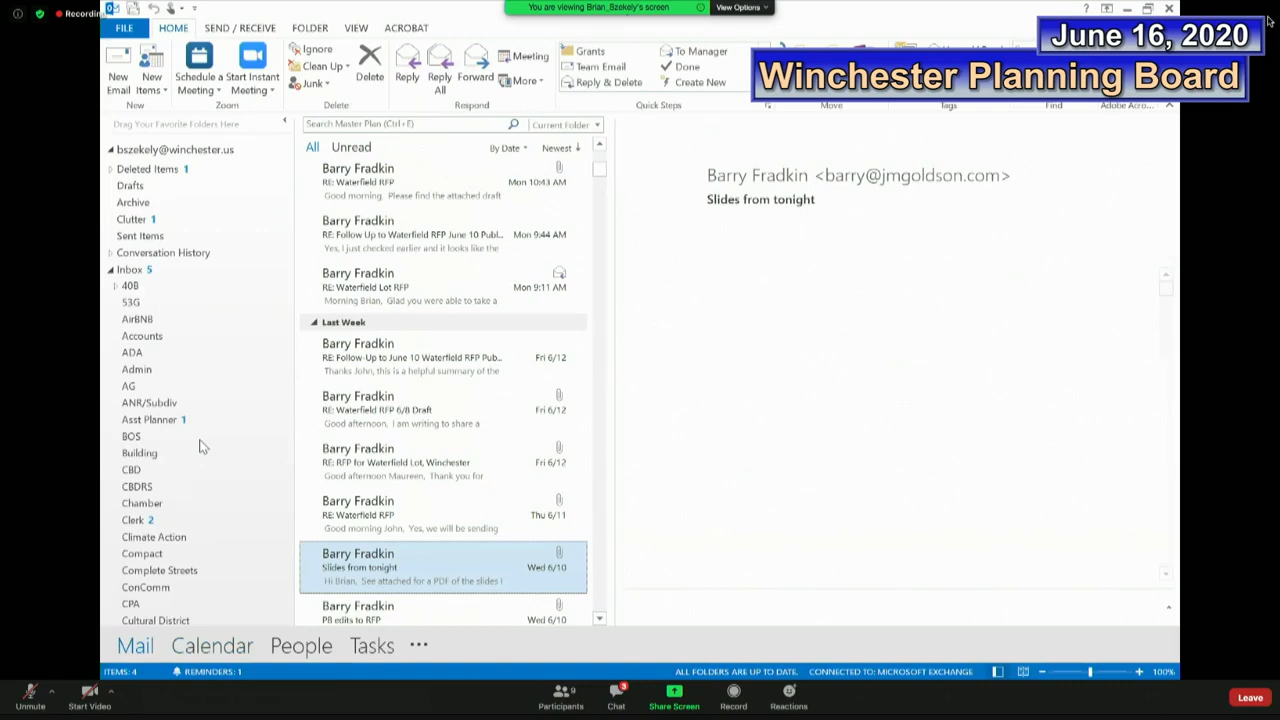 Recording
You are viewing Brian_Szekely's screen
View Options
June 16, 2020
Winchester Planning Board
FILE
HOME
SEND / RECEIVE
FOLDER
VIEW
ACROBAT
New
Email
New
Items
New
Schedule a
Meeting
Start Instant
Meeting
Zoom
Ignore
Clean Up
Junk
Delete
Delete
Reply
Reply
All
Forward
Meeting
More
Respond
Grants
Team Email
Reply & Delete
To Manager
Done
Create New
Quick Steps
Move
Tags
Find
Adobe Acro...
Drag Your Favorite Folders Here
bszekely@winchester.us
Deleted Items 1
Drafts
Archive
Clutter 1
Sent Items
Conversation History
Inbox 5
40B
53G
AirBNB
Accounts
ADA
Admin
AG
ANR/Subdiv
Asst Planner 1
BOS
Building
CBD
CBDRS
Chamber
Clerk 2
Climate Action
Compact
Complete Streets
ConComm
CPA
Cultural District
Search Master Plan (Ctrl+E)
Current Folder
All Unread
By Date Newest
Barry Fradkin
RE: Waterfield RFP Mon 10:43 AM
Good morning, Please find the attached draft
Barry Fradkin
RE: Follow Up to Waterfield RFP June 10 Publ... Mon 9:44 AM
Yes, I just checked earlier and it looks like the
Barry Fradkin
RE: Waterfield Lot RFP Mon 9:11 AM
Morning Brian, Glad you were able to take a
Last Week
Barry Fradkin
RE: Follow-Up to June 10 Waterfield RFP Pub... Fri 6/12
Thanks John, this is a helpful summary of the
Barry Fradkin
RE: Waterfield RFP 6/8 Draft Fri 6/12
Good afternoon, I am writing to share a
Barry Fradkin
RE: RFP for Waterfield Lot, Winchester Fri 6/12
Good afternoon Maureen, Thank you for
Barry Fradkin
RE: Waterfield RFP Thu 6/11
Good morning John, Yes, we will be sending
Barry Fradkin
Slides from tonight Wed 6/10
Hi Brian, See attached for a PDF of the slides I
Barry Fradkin
PB edits to RFP Wed 6/10
Barry Fradkin <barry@jmgoldson.com>
Slides from tonight
Mail Calendar People Tasks •••
ITEMS: 4
REMINDERS: 1
ALL FOLDERS ARE UP TO DATE.
CONNECTED TO: MICROSOFT EXCHANGE
100%
Unmute
Start Video
9
Participants
3
Chat
Share Screen
Record
Reactions
Leave